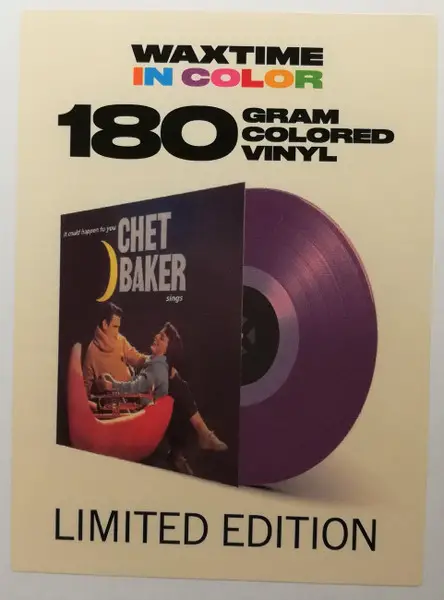 WAXTIME
IN COLOR
180 GRAM
COLORED
VINYL
it could happen to you
CHET
BAKER
sings
LIMITED EDITION